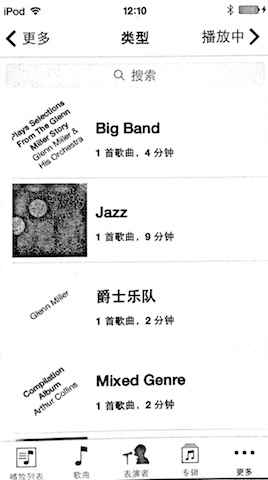 iPod 12:10
更多 类型 播放中
搜索
Plays Selections
From The Glenn
Miller Story
Glenn Miller &
His Orchestra
Big Band
1 首歌曲，4 分钟
Jazz
1 首歌曲，9 分钟
Glenn Miller
爵士乐队
1 首歌曲，2 分钟
Compilation
Album
Arthur Collins
Mixed Genre
1 首歌曲，2 分钟
播放列表 歌曲 表演者 专辑 更多